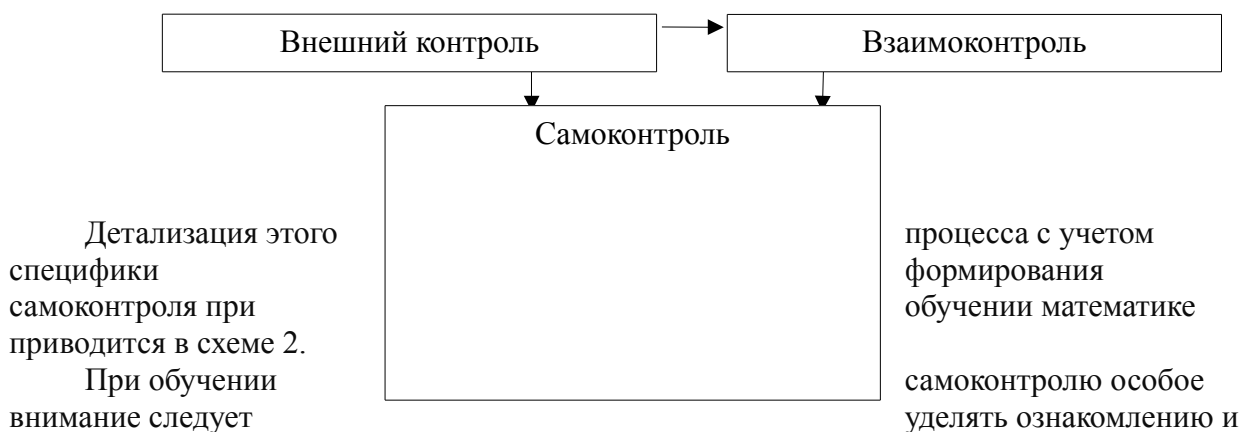 Внешний контроль
Взаимоконтроль
Самоконтроль
Детализация этого процесса с учетом
специфики формирования
самоконтроля при обучении математике
приводится в схеме 2.
При обучении самоконтролю особое
внимание следует уделять ознакомлению и